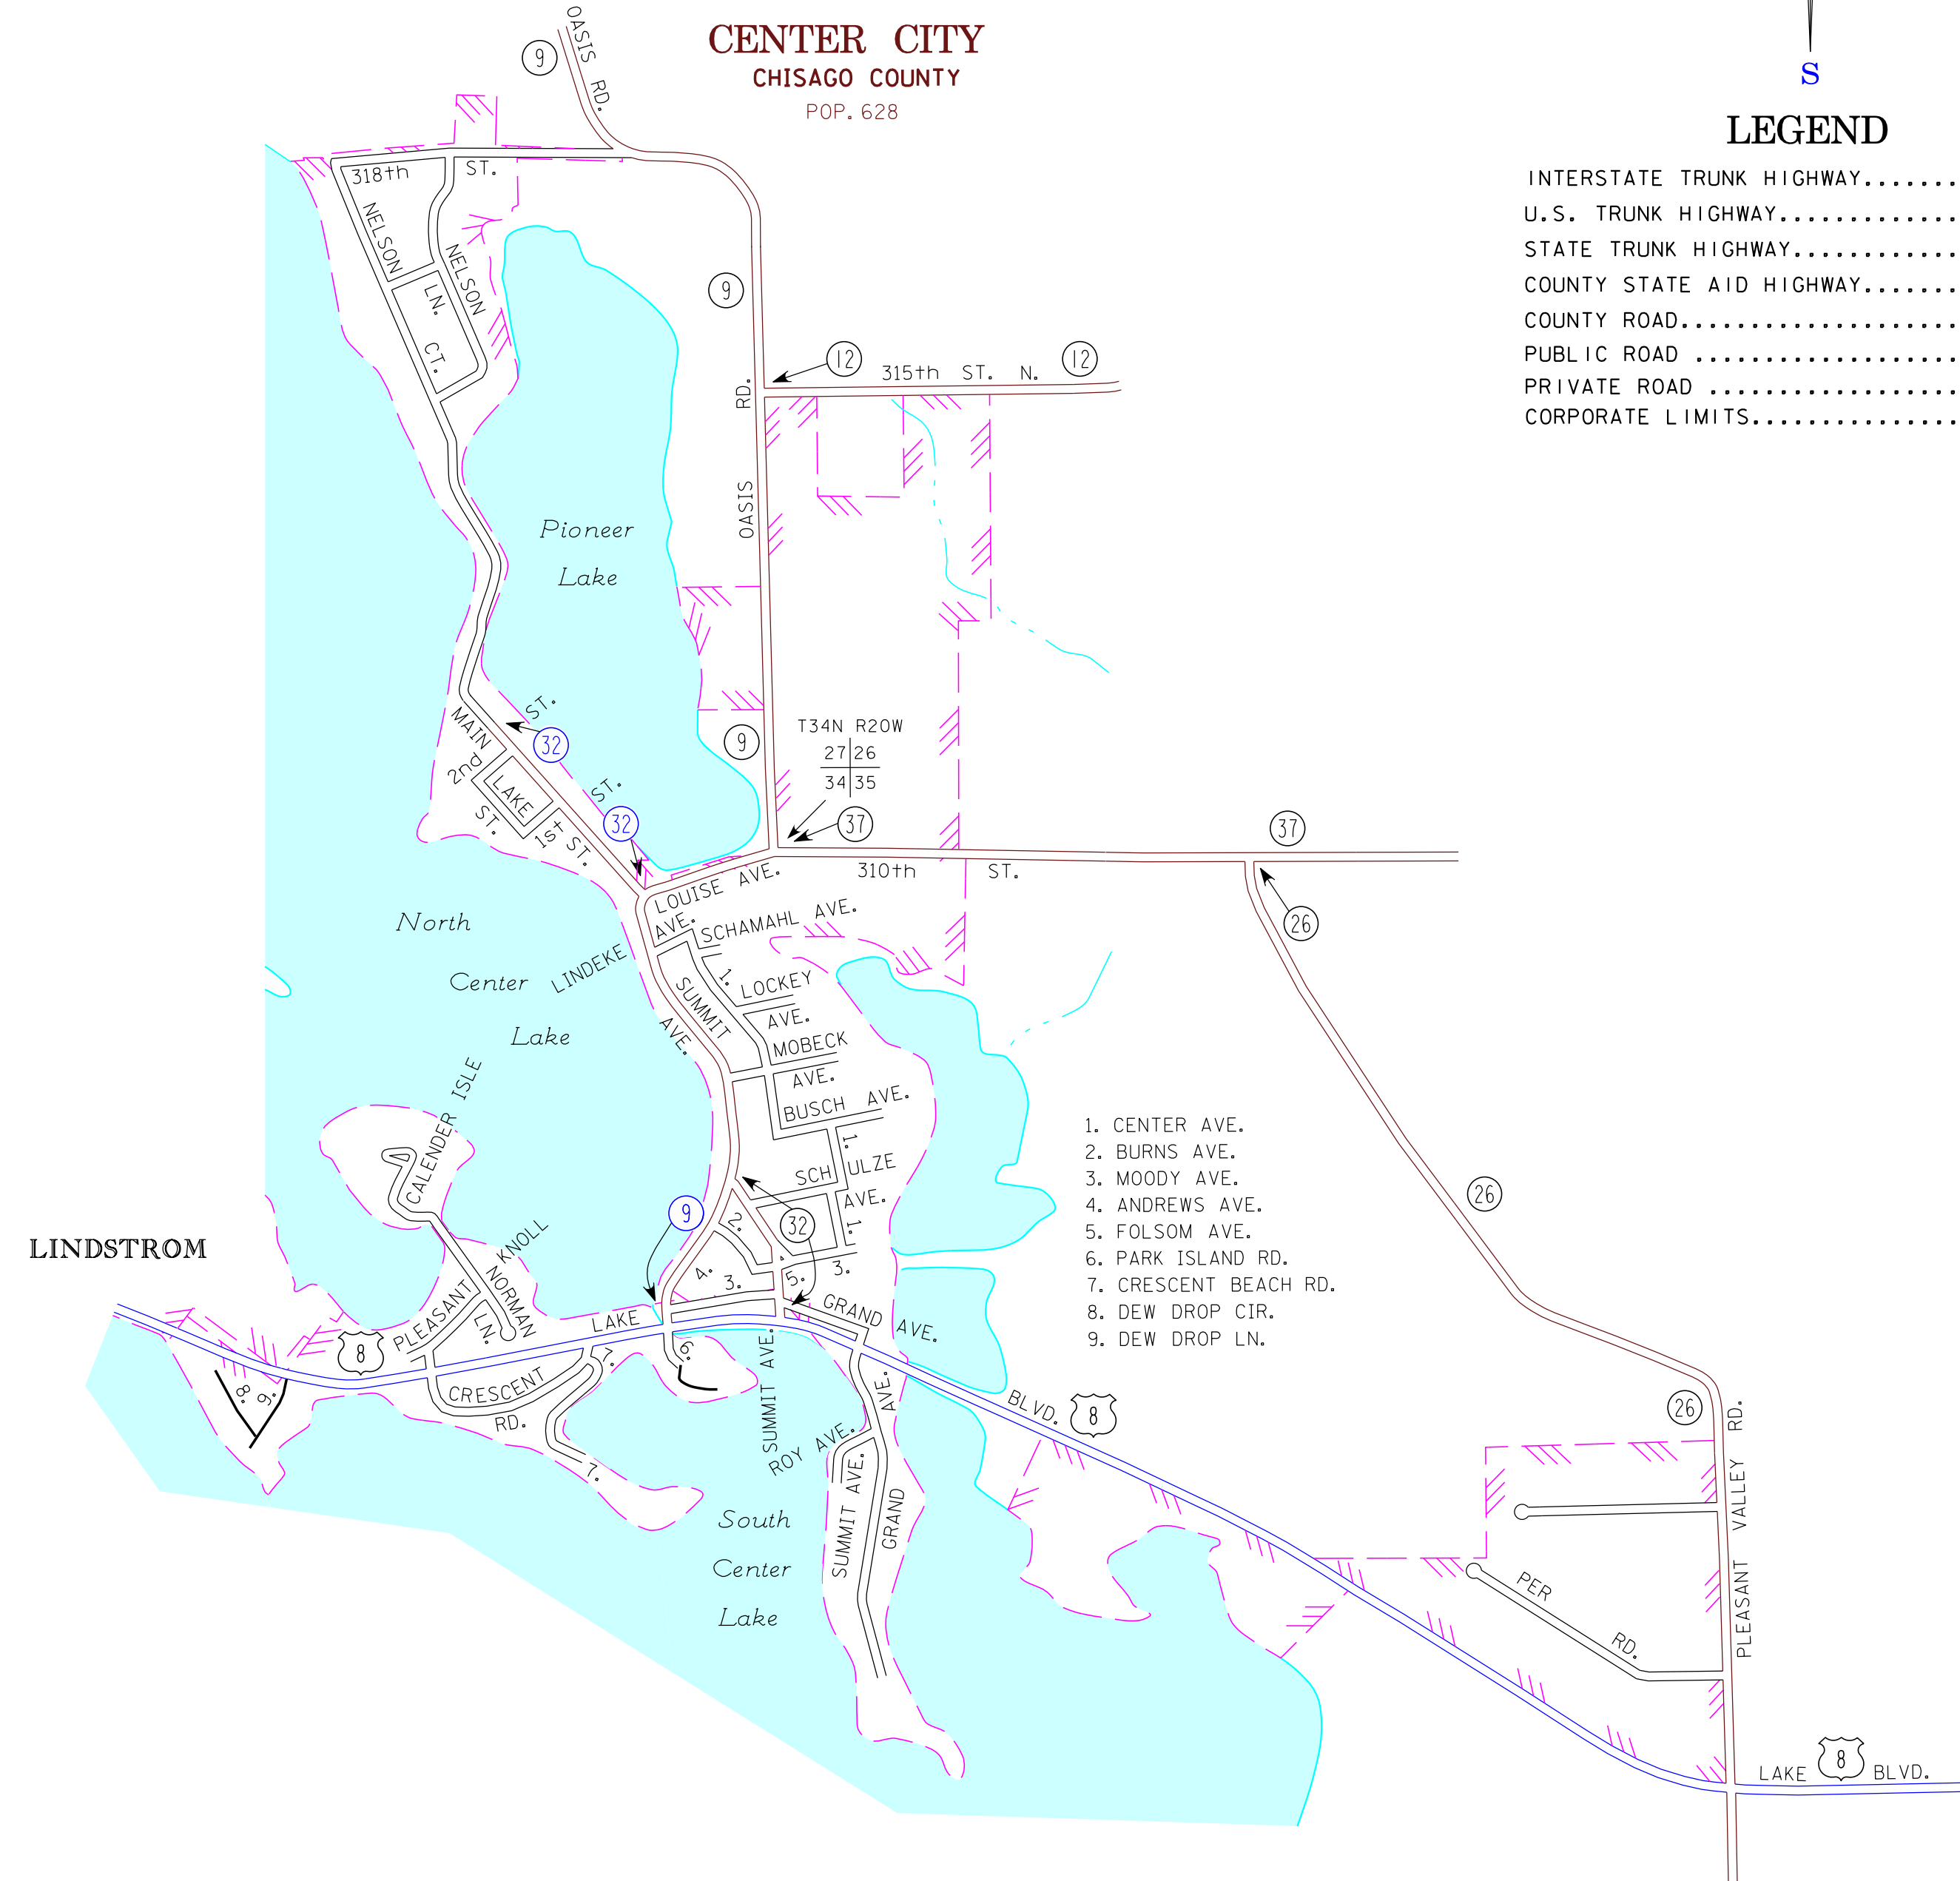 CENTER CITY
CHISAGO COUNTY
POP. 628
S
LEGEND
INTERSTATE TRUNK HIGHWAY.......
U.S. TRUNK HIGHWAY.............
STATE TRUNK HIGHWAY............
COUNTY STATE AID HIGHWAY.......
COUNTY ROAD....................
PUBLIC ROAD ...................
PRIVATE ROAD ..................
CORPORATE LIMITS...............
OASIS RD.
9
318th ST.
NELSON
NELSON
LN.
CT.
9
12
315th ST. N.
12
OASIS RD.
Pioneer
Lake
ST.
MAIN
32
2nd
LAKE
ST.
ST.
1st ST.
32
9
T34N R20W
27 26
34 35
37
37
310th ST.
26
LOUISE AVE.
AVE.
SCHAMAHL AVE.
LINDEKE
North
Center
Lake
1.
LOCKEY
AVE.
SUMMIT
AVE.
MOBECK
AVE.
BUSCH AVE.
1.
SCHULZE
AVE.
1.
CALENDER ISLE
9
32
2.
4.
3.
5.
3.
1. CENTER AVE.
2. BURNS AVE.
3. MOODY AVE.
4. ANDREWS AVE.
5. FOLSOM AVE.
6. PARK ISLAND RD.
7. CRESCENT BEACH RD.
8. DEW DROP CIR.
9. DEW DROP LN.
26
LINDSTROM
KNOLL
NORMAN
PLEASANT
LN.
LAKE
GRAND AVE.
8
8.
9.
CRESCENT
RD.
7.
7.
6.
SUMMIT AVE.
ROY AVE.
AVE.
GRAND
SUMMIT AVE.
BLVD.
8
South
Center
Lake
26
PLEASANT VALLEY RD.
PER
RD.
LAKE
8
BLVD.